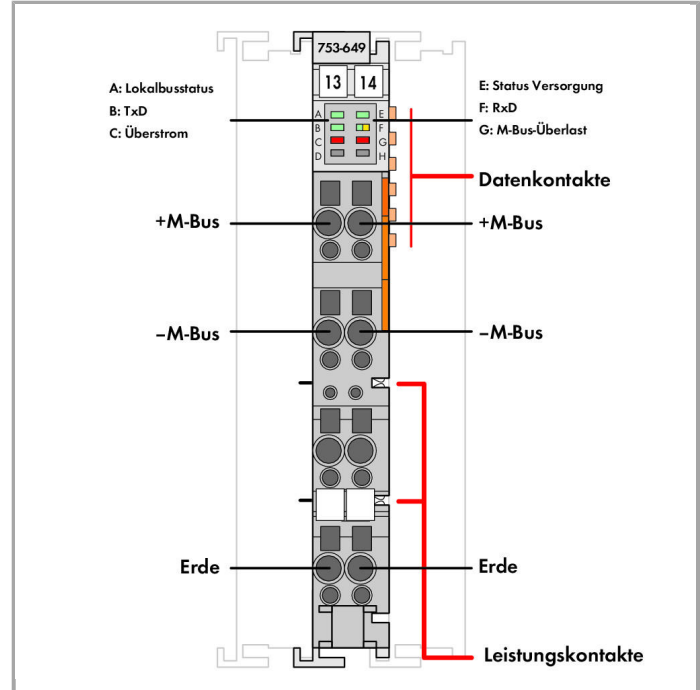 753-649
13 14
A: Lokalbusstatus
B: TxD
C: Überstrom
E: Status Versorgung
F: RxD
G: M-Bus-Überlast
A E
B F
C G
D H
Datenkontakte
+M-Bus +M-Bus
–M-Bus –M-Bus
Erde Erde
Leistungskontakte